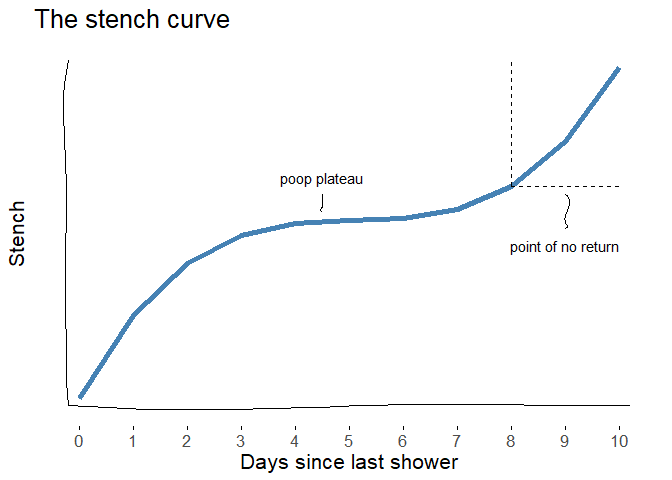 The stench curve
Stench
poop plateau
point of no return
0 1 2 3 4 5 6 7 8 9 10
Days since last shower